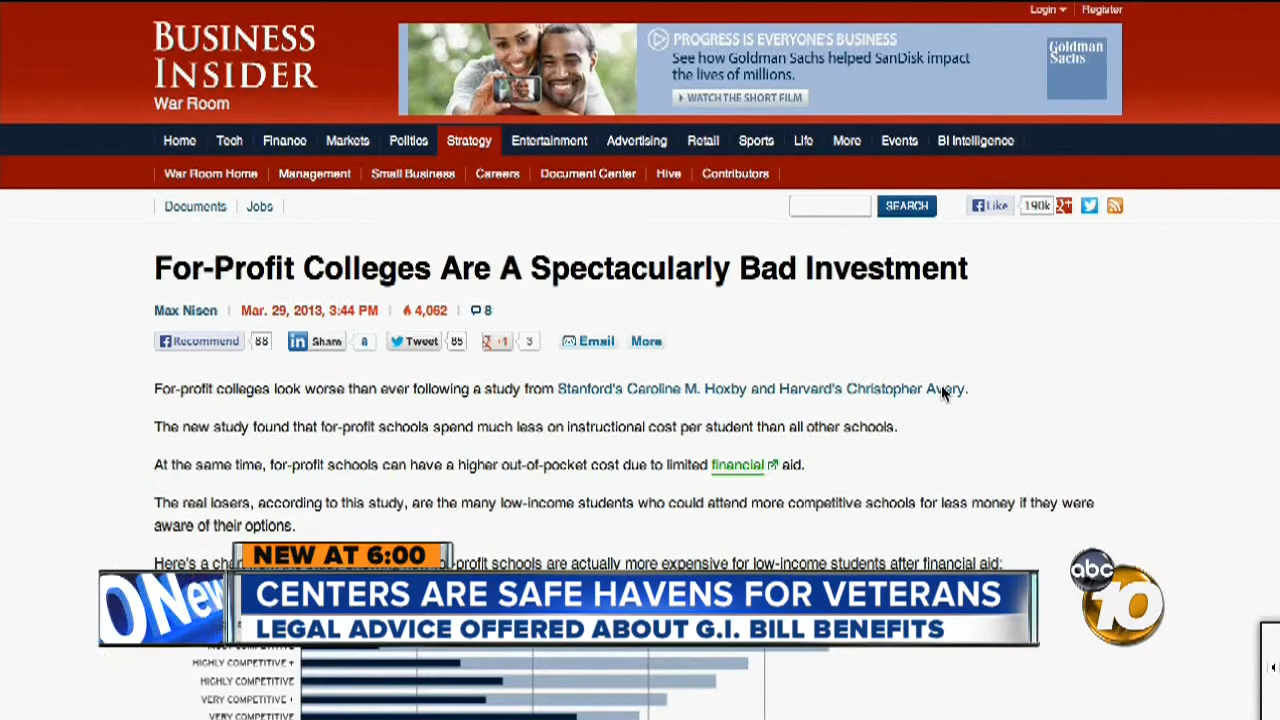 Login Register
BUSINESS
INSIDER
War Room
PROGRESS IS EVERYONE'S BUSINESS
See how Goldman Sachs helped SanDisk impact
the lives of millions.
WATCH THE SHORT FILM
Goldman
Sachs
Home Tech Finance Markets Politics Strategy Entertainment Advertising Retail Sports Life More Events BI Intelligence
War Room Home Management Small Business Careers Document Center Hive Contributors
Documents Jobs SEARCH Like 190k
For-Profit Colleges Are A Spectacularly Bad Investment
Max Nisen Mar. 29, 2013, 3:44 PM 4,062 8
Recommend 88 in Share 8 Tweet 85 +1 3 Email More
For-profit colleges look worse than ever following a study from Stanford's Caroline M. Hoxby and Harvard's Christopher Avery.
The new study found that for-profit schools spend much less on instructional cost per student than all other schools.
At the same time, for-profit schools can have a higher out-of-pocket cost due to limited financial aid.
The real losers, according to this study, are the many low-income students who could attend more competitive schools for less money if they were
aware of their options.
Here's a -profit schools are actually more expensive for low-income students after financial aid:
NEW AT 6:00
10News
CENTERS ARE SAFE HAVENS FOR VETERANS
LEGAL ADVICE OFFERED ABOUT G.I. BILL BENEFITS
abc
10
HIGHLY COMPETITIVE +
HIGHLY COMPETITIVE
VERY COMPETITIVE +
VERY COMPETITIVE